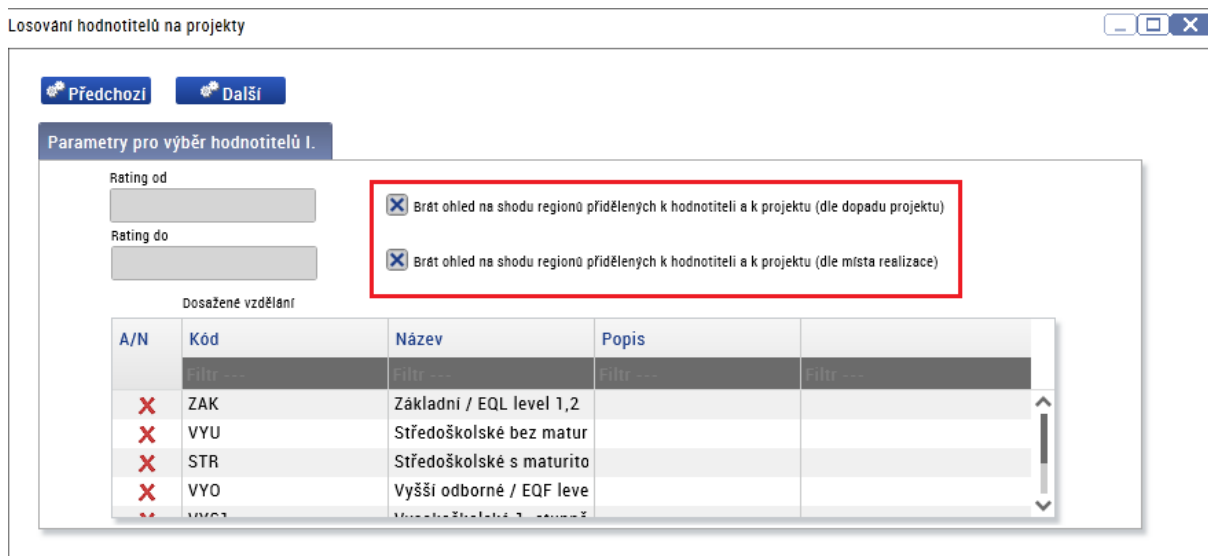 Losování hodnotitelů na projekty
Předchozí Další
Parametry pro výběr hodnotitelů I.
Rating od
Brát ohled na shodu regionů přidělených k hodnotiteli a k projektu (dle dopadu projektu)
Rating do
Brát ohled na shodu regionů přidělených k hodnotiteli a k projektu (dle místa realizace)
Dosažené vzdělání
A/N Kód Název Popis
Filtr --- Filtr --- Filtr --- Filtr ---
ZAK Základní / EQL level 1,2
VYU Středoškolské bez matur
STR Středoškolské s maturito
VYO Vyšší odborné / EQF leve